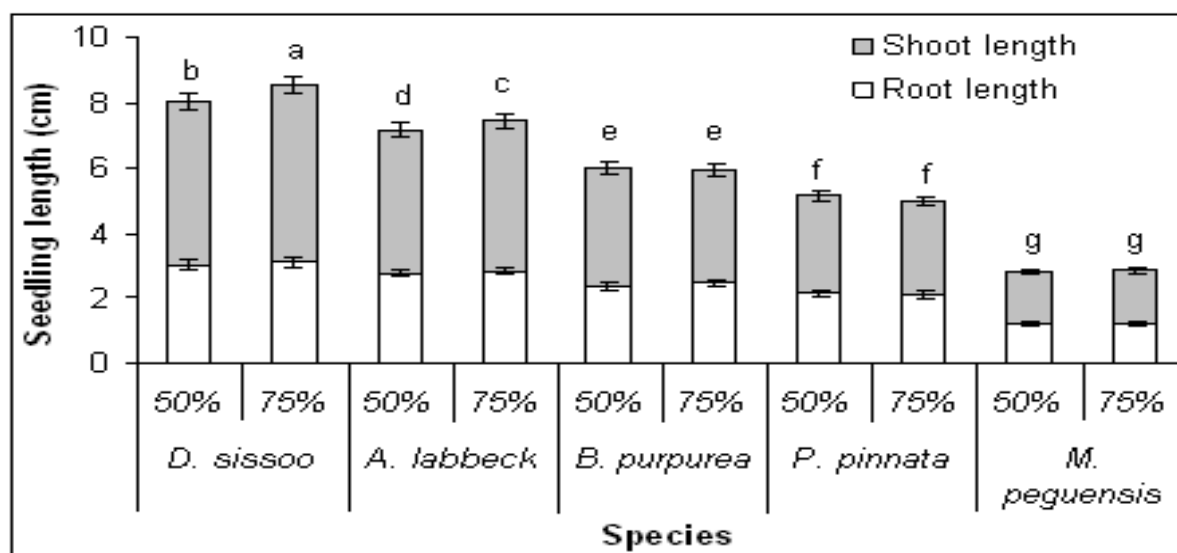 10
8
6
4
2
0
Seedling length (cm)
b
a
d
c
e
e
f
f
g
g
Shoot length
Root length
50% 75% 50% 75% 50% 75% 50% 75% 50% 75%
D. sissoo A. labbeck B. purpurea P. pinnata M.
peguensis
Species